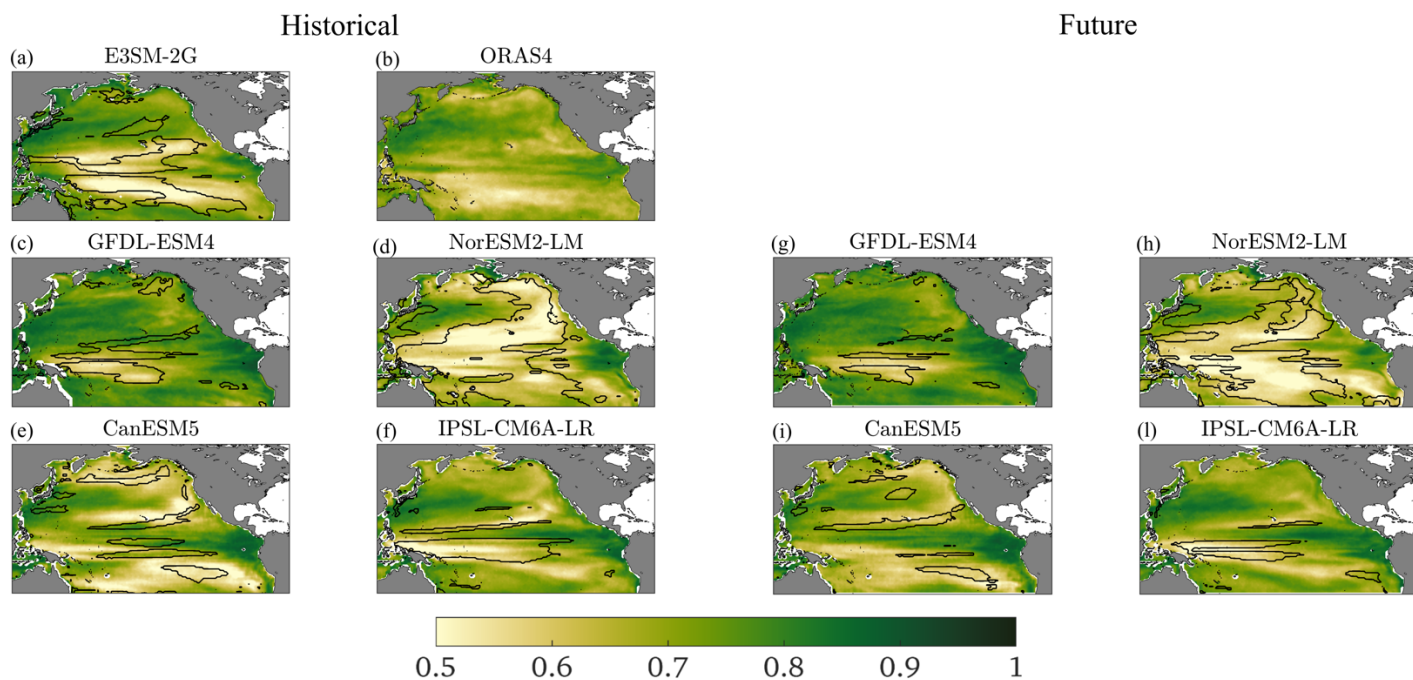 Historical Future
(a) E3SM-2G (b) ORAS4
(c) GFDL-ESM4 (d) NorESM2-LM (g) GFDL-ESM4 (h) NorESM2-LM
(e) CanESM5 (f) IPSL-CM6A-LR (i) CanESM5 (l) IPSL-CM6A-LR
0.5 0.6 0.7 0.8 0.9 1